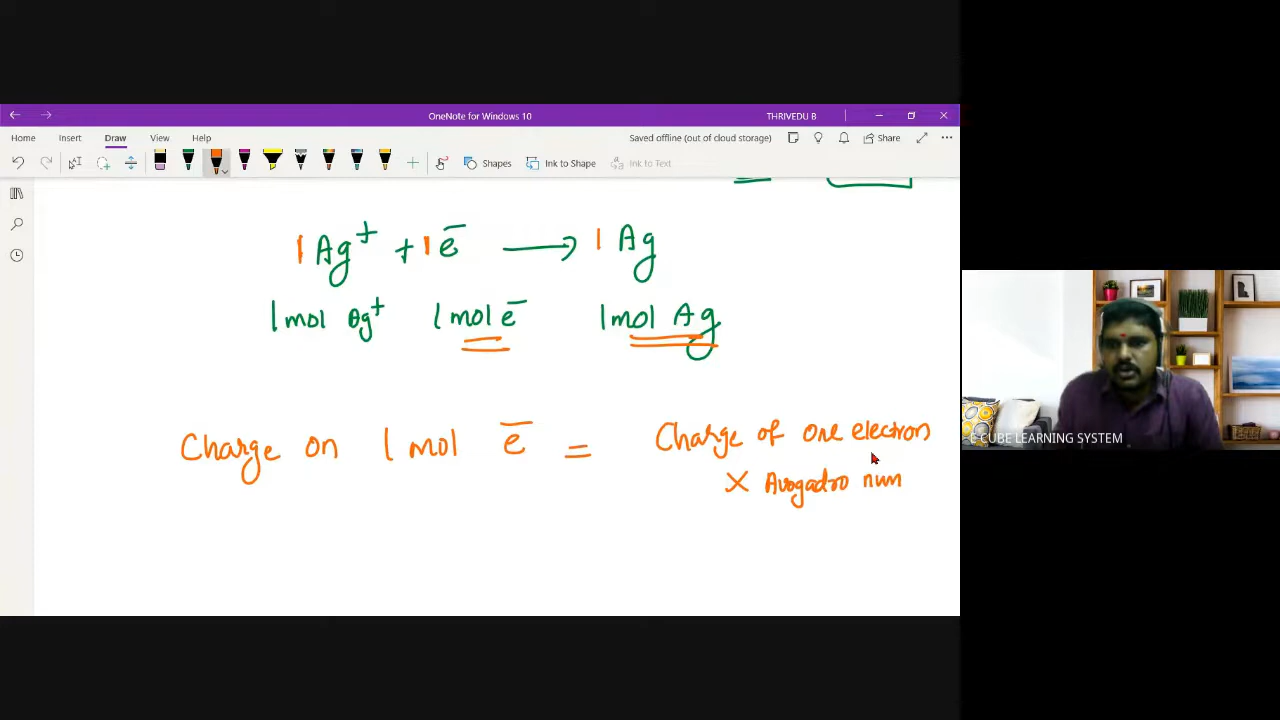 OneNote for Windows 10
THRIVEDU B
Home Insert Draw View Help
Saved offline (out of cloud storage)
Share
Shapes Ink to Shape Ink to Text
1 Ag+ + 1 e¯ ⟶ 1 Ag
1 mol Ag+ 1 mol e¯ 1 mol Ag
Charge on 1 mol e¯ = Charge of one electron
× Avogadro num
E CUBE LEARNING SYSTEM